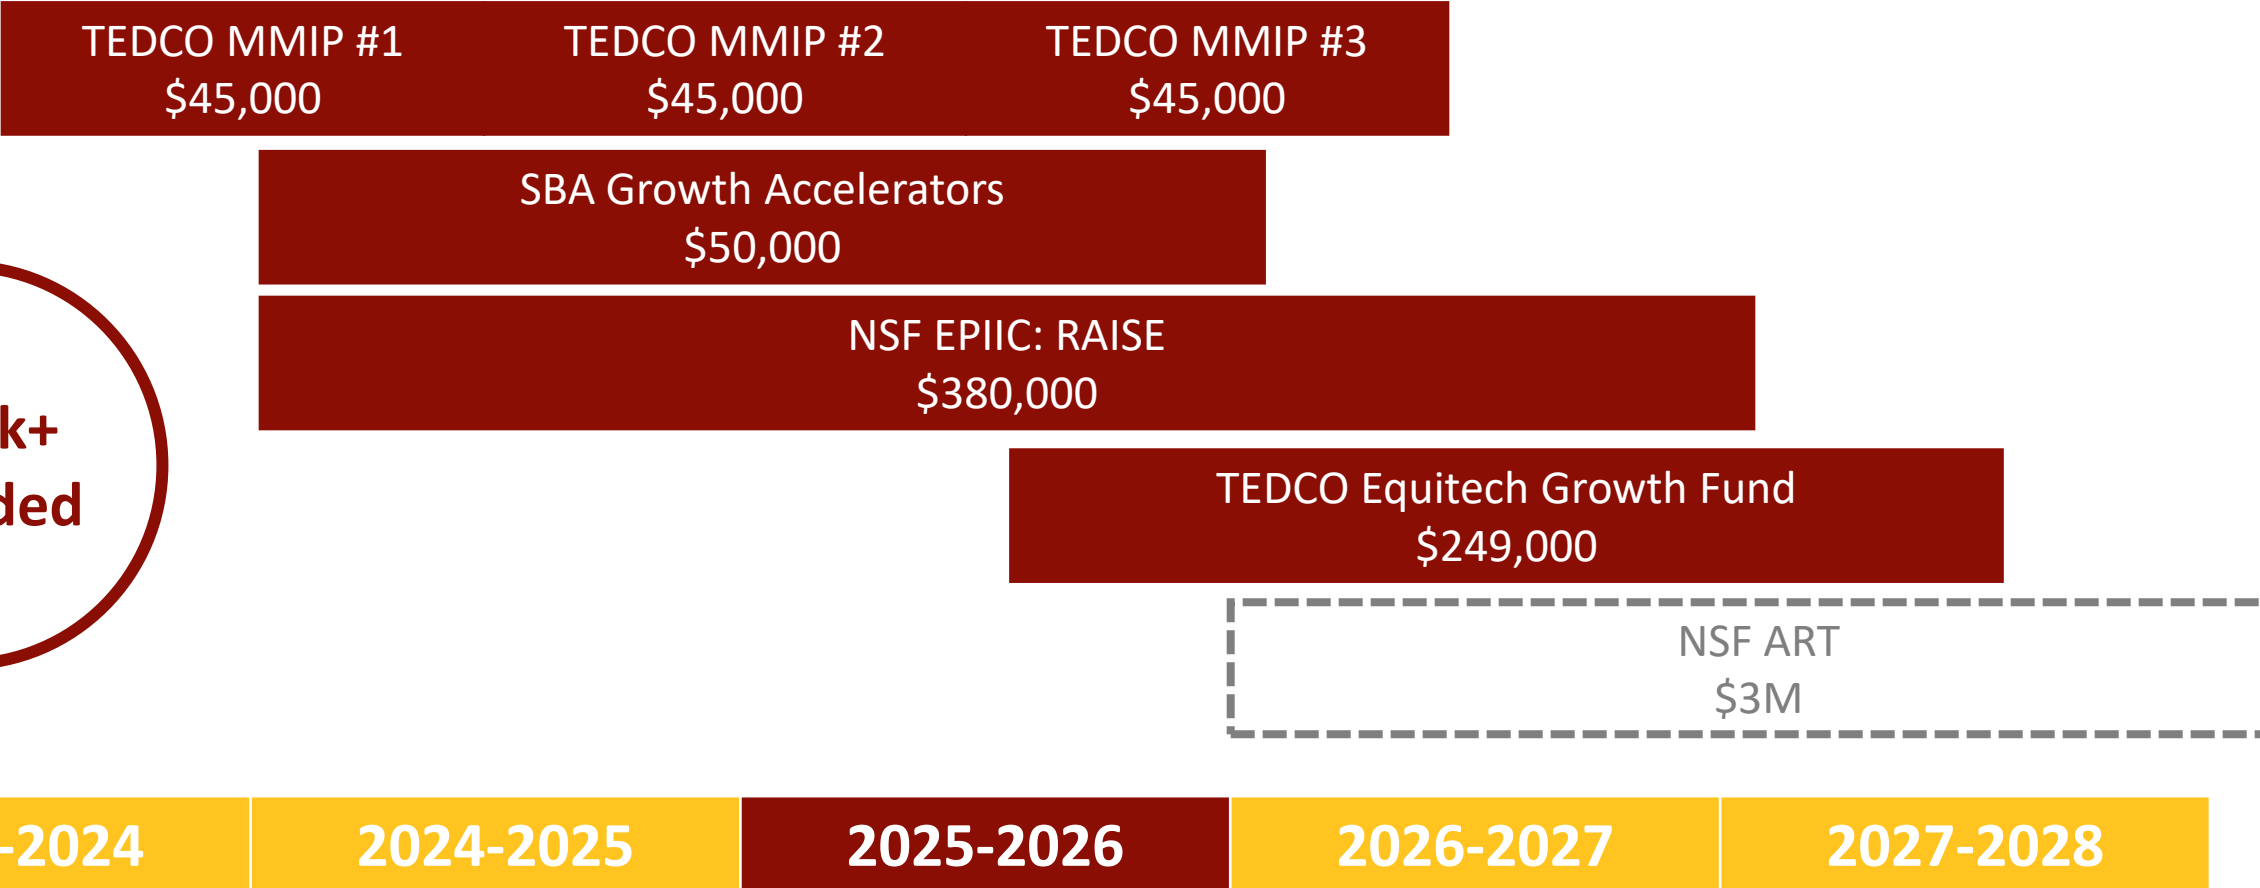 TEDCO MMIP #1
$45,000
TEDCO MMIP #2
$45,000
TEDCO MMIP #3
$45,000
SBA Growth Accelerators
$50,000
NSF EPIIC: RAISE
$380,000
k+
ded
TEDCO Equitech Growth Fund
$249,000
NSF ART
$3M
-2024
2024-2025
2025-2026
2026-2027
2027-2028